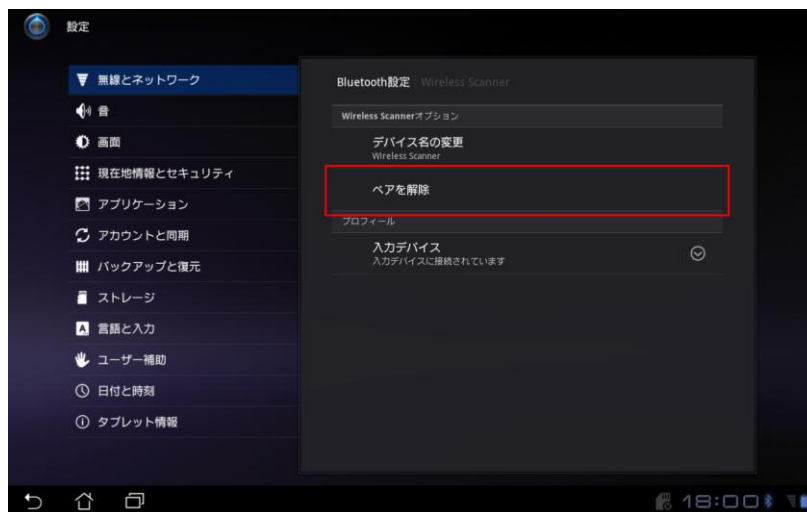 設定
無線とネットワーク
音
画面
現在地情報とセキュリティ
アプリケーション
アカウントと同期
バックアップと復元
ストレージ
言語と入力
ユーザー補助
日付と時刻
タブレット情報
Bluetooth設定 Wireless Scanner
Wireless Scannerオプション
デバイス名の変更
Wireless Scanner
ペアを解除
プロフィール
入力デバイス
入力デバイスに接続されています
18:00